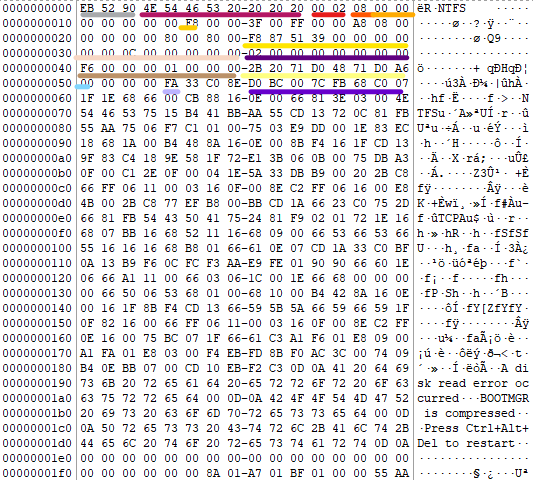 0000000000 EB 52 90 4E 54 46 53 20-20 20 20 00 02 08 00 00 ëR·NTFS
0000000010 00 00 00 00 00 F8 00 00-3F 00 FF 00 00 A8 08 00 ·····ø··?·ÿ··¨··
0000000020 00 00 00 00 80 00 80 00-F8 87 51 39 00 00 00 00 ········ø·Q9····
0000000030 00 00 0C 00 00 00 00 00-02 00 00 00 00 00 00 00 ················
0000000040 F6 00 00 00 01 00 00 00-2B 20 71 D0 48 71 D0 A6 ö·······+ qÐHqÐ¦
0000000050 00 00 00 00 FA 33 C0 8E-D0 BC 00 7C FB 68 C0 07 ····ú3À·Ð¼·|ûhÀ·
0000000060 1F 1E 68 66 00 CB 88 16-0E 00 66 81 3E 03 00 4E ··hf·Ë····f·>··N
0000000070 54 46 53 75 15 B4 41 BB-AA 55 CD 13 72 0C 81 FB TFSu·´A»ªUÍ·r··û
0000000080 55 AA 75 06 F7 C1 01 00-75 03 E9 DD 00 1E 83 EC Uªu·÷Á··u·éÝ···ì
0000000090 18 68 1A 00 B4 48 8A 16-0E 00 8B F4 16 1F CD 13 ·h··´H·····ô··Í·
00000000a0 9F 83 C4 18 9E 58 1F 72-E1 3B 06 0B 00 75 DB A3 ··Ä··X·rá;···uÛ£
00000000b0 0F 00 C1 2E 0F 00 04 1E-5A 33 DB B9 00 20 2B C8 ··Á.····Z3Û¹· +È
00000000c0 66 FF 06 11 00 03 16 0F-00 8E C2 FF 06 16 00 E8 fÿ········Âÿ···è
00000000d0 4B 00 2B C8 77 EF B8 00-BB CD 1A 66 23 C0 75 2D K·+Èwï¸·»Í·f#Àu-
00000000e0 66 81 FB 54 43 50 41 75-24 81 F9 02 01 72 1E 16 f·ûTCPAu$·ù··r··
00000000f0 68 07 BB 16 68 52 11 16-68 09 00 66 53 66 53 66 h·»·hR··h··fSfSf
0000000100 55 16 16 16 68 B8 01 66-61 0E 07 CD 1A 33 C0 BF U···h¸·fa··Í·3À¿
0000000110 0A 13 B9 F6 0C FC F3 AA-E9 FE 01 90 90 66 60 1E ··¹ö·üóªéþ···f`·
0000000120 06 66 A1 11 00 66 03 06-1C 00 1E 66 68 00 00 00 ·f¡··f·····fh···
0000000130 66 50 06 53 68 01 00 68-10 00 B4 42 8A 16 0E 00 fP·Sh··h··´B····
0000000140 00 16 1F 8B F4 CD 13 66-59 5B 5A 66 59 66 59 1F ····ôÍ·fY[ZfYfY·
0000000150 0F 82 16 00 66 FF 06 11-00 03 16 0F 00 8E C2 FF ····fÿ········Âÿ
0000000160 0E 16 00 75 BC 07 1F 66-61 C3 A1 F6 01 E8 09 00 ···u¼··faÃ¡ö·è··
0000000170 A1 FA 01 E8 03 00 F4 EB-FD 8B F0 AC 3C 00 74 09 ¡ú·è··ôëý·ð¬<·t·
0000000180 B4 0E BB 07 00 CD 10 EB-F2 C3 0D 0A 41 20 64 69 ´·»··Í·ëòÃ··A di
0000000190 73 6B 20 72 65 61 64 20-65 72 72 6F 72 20 6F 63 sk read error oc
00000001a0 63 75 72 72 65 64 00 0D-0A 42 4F 4F 54 4D 47 52 curred···BOOTMGR
00000001b0 20 69 73 20 63 6F 6D 70-72 65 73 73 65 64 00 0D is compressed··
00000001c0 0A 50 72 65 73 73 20 43-74 72 6C 2B 41 6C 74 2B ·Press Ctrl+Alt+
00000001d0 44 65 6C 20 74 6F 20 72-65 73 74 61 72 74 0D 0A Del to restart··
00000001e0 00 00 00 00 00 00 00 00-00 00 00 00 00 00 00 00 ················
00000001f0 00 00 00 00 00 00 8A 01-A7 01 BF 01 00 00 55 AA ········§·¿···Uª